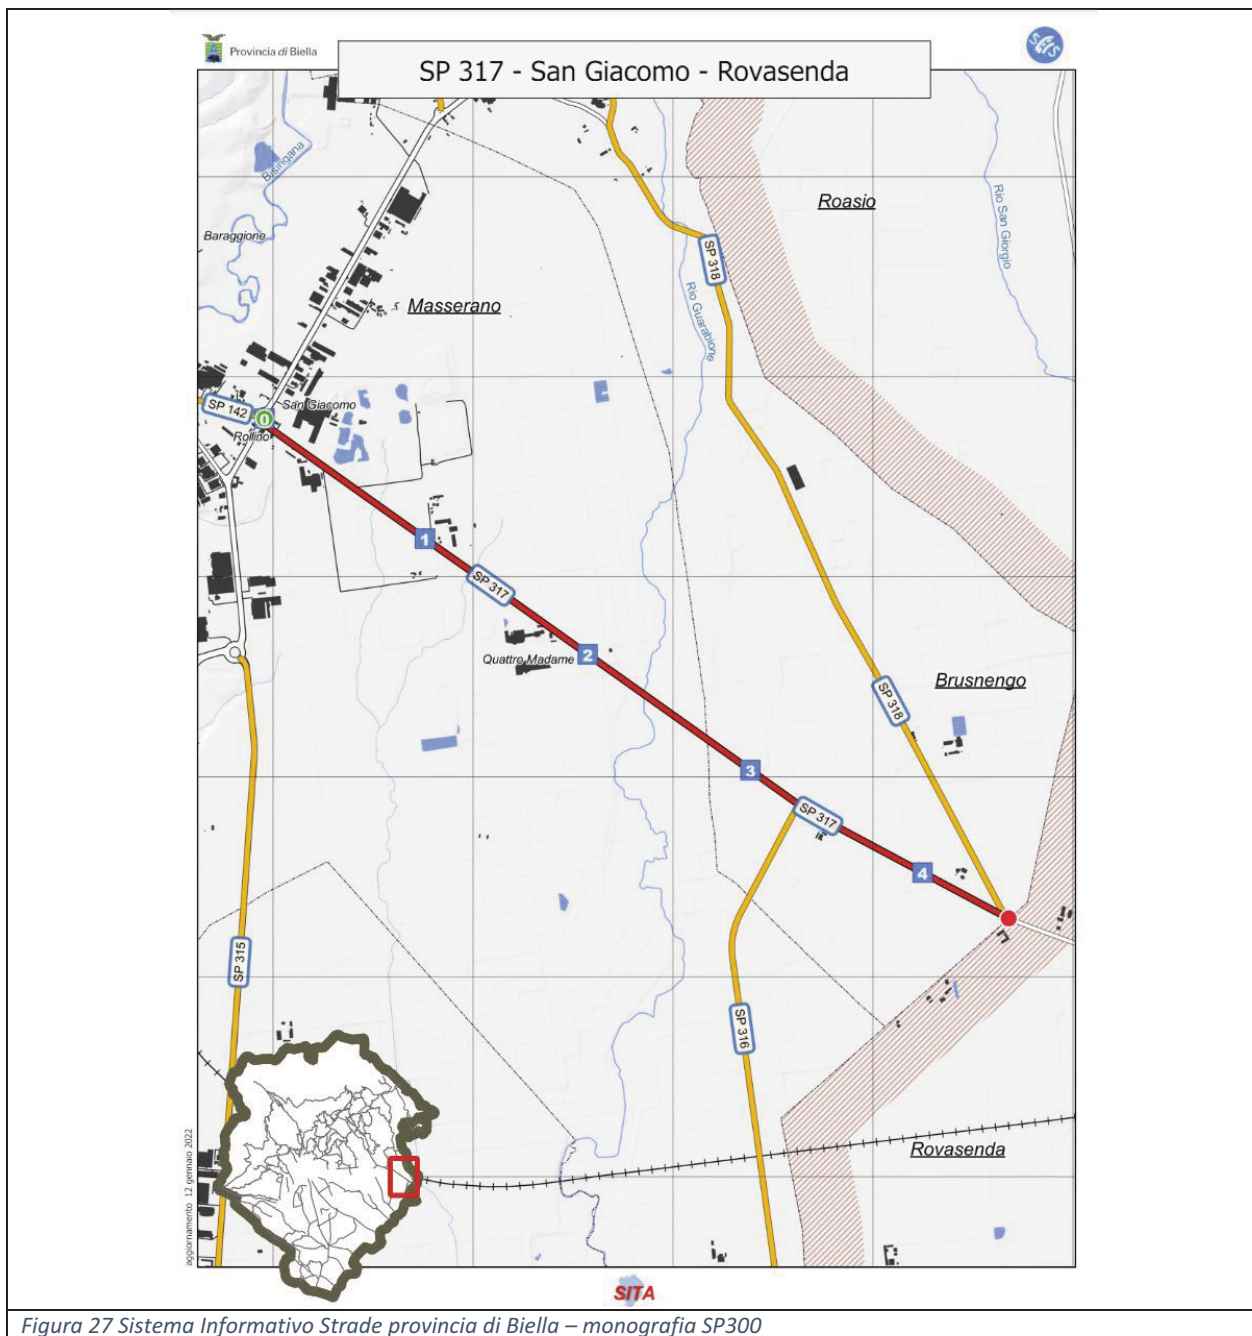 Provincia di Biella
SIS
SP 317 - San Giacomo - Rovasenda
Bisingana
Roasio
Rio San Giorgio
Baraggione
SP 318
Rio Guarabione
Masserano
SP 142
0
San Giacomo
Rollino
1
SP 317
Quattro Madame
2
SP 318
Brusnengo
3
SP 317
4
SP 315
SP 316
Rovasenda
aggiornamento 12 gennaio 2022
SITA
Figura 27 Sistema Informativo Strade provincia di Biella – monografia SP300